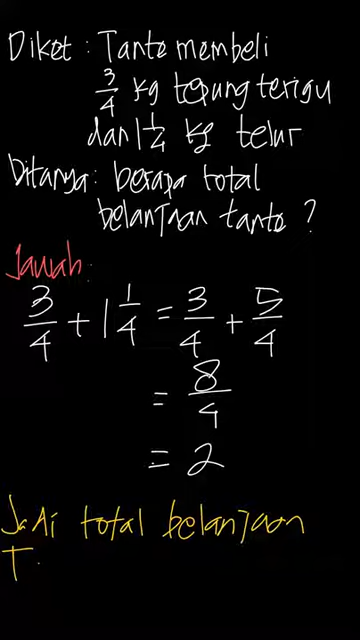 Diket : Tante membeli
3/4 kg tepung terigu
dan 1 1/4 kg telur
Ditanya : berapa total
belanjaan tante ?
Jawab :
3/4 + 1 1/4 = 3/4 + 5/4
= 8/4
= 2
Jadi total belanjaan
T